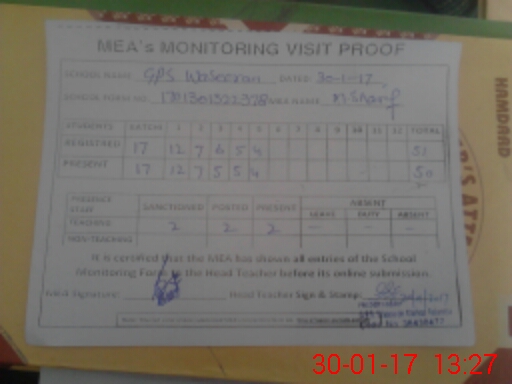 MEA's MONITORING VISIT PROOF
SCHOOL NAME GPS Waseeran DATED 30-1-17
SCHOOL FORM NO. MEA NAME M Sharif
STUDENTS KATCHI 1 2 3 4 5 6 7 8 9 10 11 12 TOTAL
REGISTERED 17 12 7 6 5 4 51
PRESENT 17 12 7 5 5 4 50
PRESENCE STAFF SANCTIONED POSTED PRESENT ABSENT
LEAVE DUTY ABSENT
TEACHING 2 2 2 - - -
NON-TEACHING
It is certified that the MEA has shown all entries of the School
Monitoring Form to the Head Teacher before its online submission.
MEA Signature: Head Teacher Sign & Stamp:
HAMDARD
30-01-17 13:27